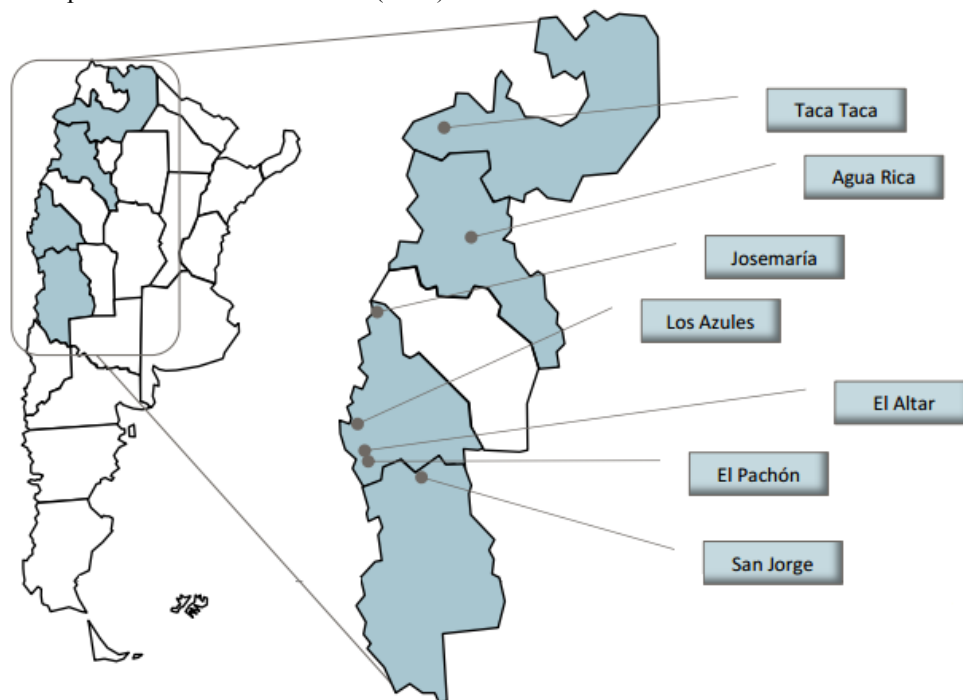 Taca Taca
Agua Rica
Josemaría
Los Azules
El Altar
El Pachón
San Jorge